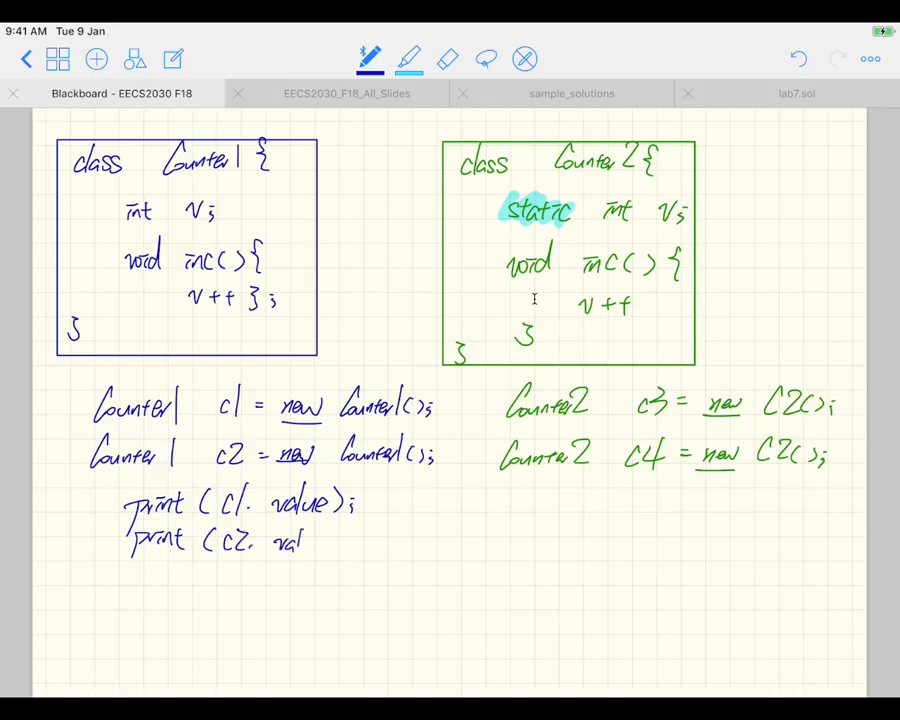 9:41 AM Tue 9 Jan
Blackboard - EECS2030 F18
EECS2030_F18_All_Slides
sample_solutions
lab7.sol
class Counter1 {
int v;
void inc() {
v++ };
}
class Counter2 {
static int v;
void inc() {
v++
}
}
Counter1 c1 = new Counter1();
Counter1 c2 = new Counter1();
print (c1. value);
print (c2. val
Counter2 c3 = new C2();
Counter2 c4 = new C2();